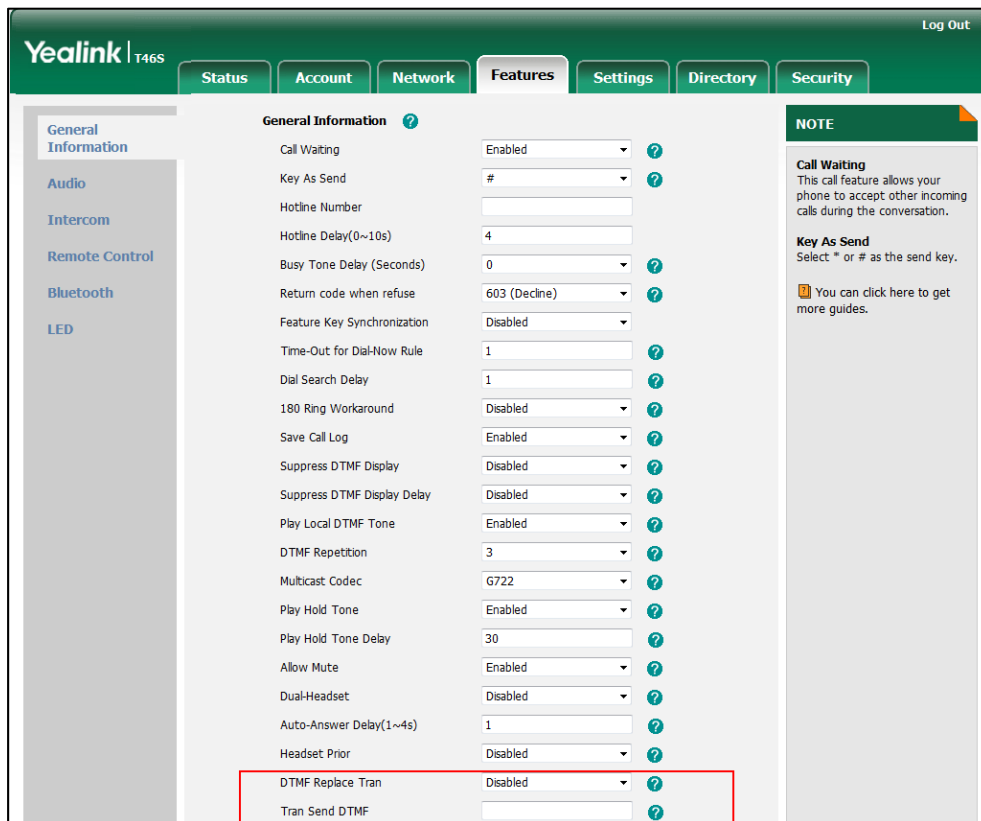 Log Out
Yealink | T46S
Status Account Network Features Settings Directory Security
General
Information
Audio
Intercom
Remote Control
Bluetooth
LED
General Information ?
Call Waiting Enabled ?
Key As Send # ?
Hotline Number
Hotline Delay(0~10s) 4
Busy Tone Delay (Seconds) 0 ?
Return code when refuse 603 (Decline) ?
Feature Key Synchronization Disabled
Time-Out for Dial-Now Rule 1 ?
Dial Search Delay 1 ?
180 Ring Workaround Disabled ?
Save Call Log Enabled ?
Suppress DTMF Display Disabled ?
Suppress DTMF Display Delay Disabled ?
Play Local DTMF Tone Enabled ?
DTMF Repetition 3 ?
Multicast Codec G722 ?
Play Hold Tone Enabled ?
Play Hold Tone Delay 30 ?
Allow Mute Enabled ?
Dual-Headset Disabled ?
Auto-Answer Delay(1~4s) 1 ?
Headset Prior Disabled ?
DTMF Replace Tran Disabled ?
Tran Send DTMF ?
NOTE
Call Waiting
This call feature allows your
phone to accept other incoming
calls during the conversation.
Key As Send
Select * or # as the send key.
? You can click here to get
more guides.